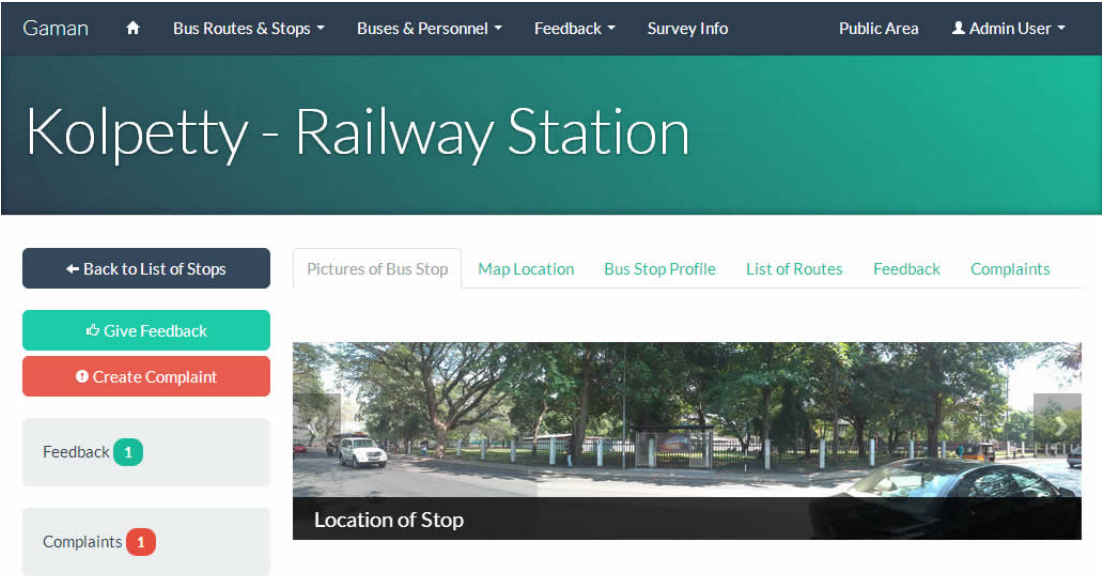 Gaman Bus Routes & Stops Buses & Personnel Feedback Survey Info Public Area Admin User
Kolpetty - Railway Station
Back to List of Stops
Pictures of Bus Stop Map Location Bus Stop Profile List of Routes Feedback Complaints
Give Feedback
Create Complaint
Feedback 1
Location of Stop
Complaints 1